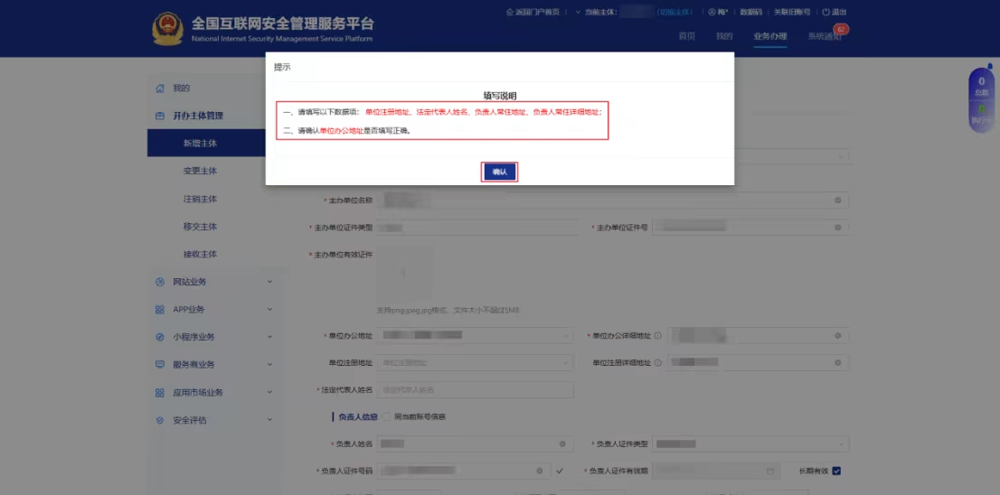 返回门户首页
当前主体:
(切换主体)
梅*
数据码
关联旧账号
退出
全国互联网安全管理服务平台
National Internet Security Management Service Platform
首页
我的
业务办理
系统通知
62
0
总数
提示
填写说明
一、请填写以下数据项： 单位注册地址、法定代表人姓名、负责人常住地址、负责人常住详细地址；
二、请确认单位办公地址是否填写正确。
确认
我的
开办主体管理
新增主体
变更主体
注销主体
移交主体
接收主体
网站业务
APP业务
小程序业务
服务商业务
应用市场业务
安全评估
* 主办单位名称
* 主办单位证件类型
* 主办单位证件号
* 主办单位有效证件
支持png,jpeg,jpg格式，文件大小不超过5MB
* 单位办公地址
* 单位办公详细地址
单位注册地址 单位注册地址
单位注册详细地址
* 法定代表人姓名 法定代表人姓名
负责人信息 同当前账号信息
* 负责人姓名
* 负责人证件类型
* 负责人证件号码
* 负责人证件有效期
长期有效